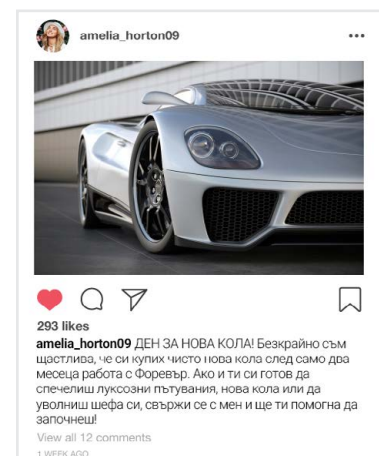 amelia_horton09
293 likes
amelia_horton09 ДЕН ЗА НОВА КОЛА! Безкрайно съм
щастлива, че си купих чисто нова кола след само два
месеца работа с Форевър. Ако и ти си готов да
спечелиш луксозни пътувания, нова кола или да
уволниш шефа си, свържи се с мен и ще ти помогна да
започнеш!
View all 12 comments
1 WEEK AGO